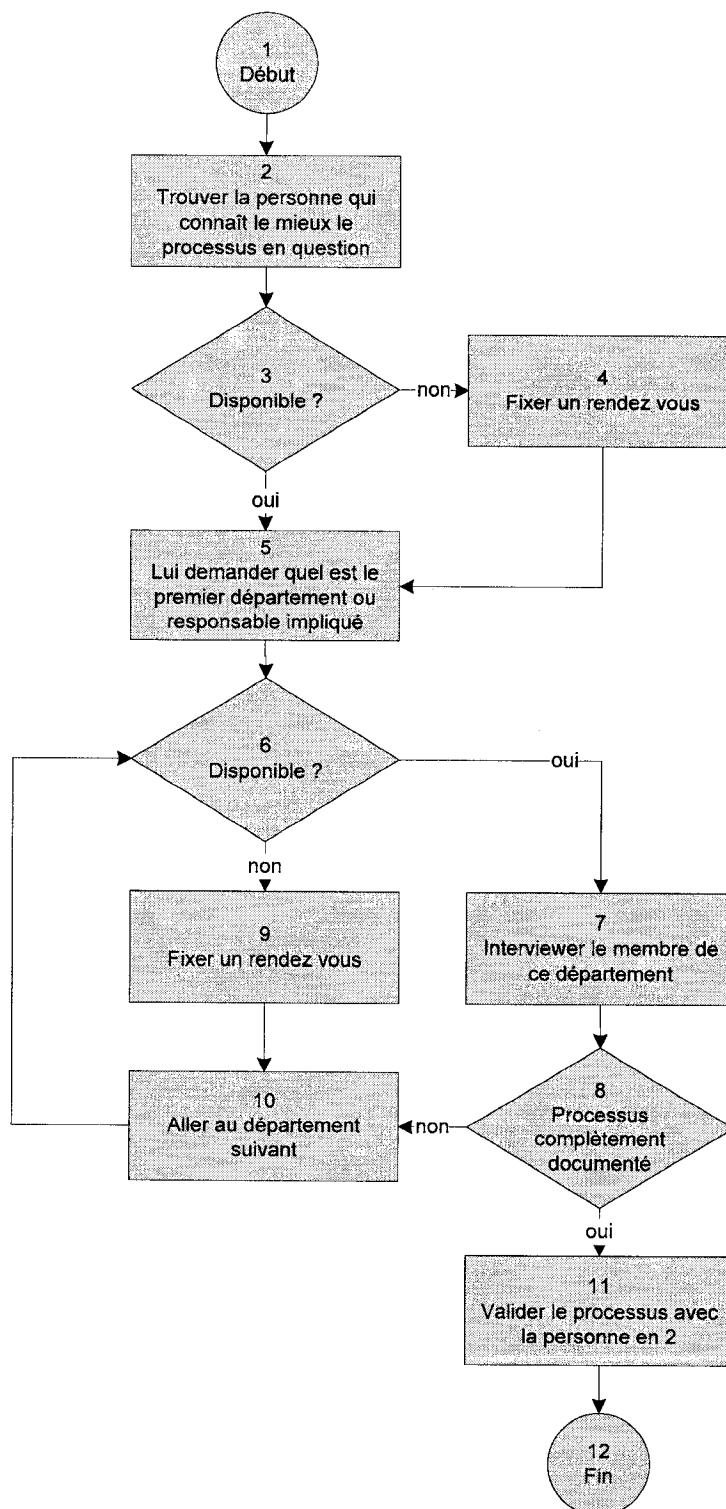 1
Début
2
Trouver la personne qui
connaît le mieux le
processus en question
3
Disponible ?
non
4
Fixer un rendez vous
oui
5
Lui demander quel est le
premier département ou
responsable impliqué
6
Disponible ?
oui
non
9
Fixer un rendez vous
7
Interviewer le membre de
ce département
10
Aller au département
suivant
non
8
Processus
complètement
documenté
oui
11
Valider le processus avec
la personne en 2
12
Fin